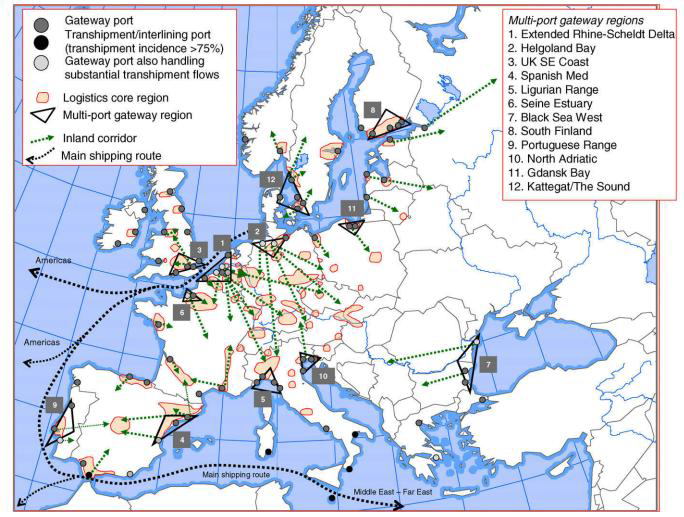 Gateway port
Transhipment/interlining port
(transhipment incidence >75%)
Gateway port also handling
substantial transhipment flows
Logistics core region
Multi-port gateway region
Inland corridor
Main shipping route
Multi-port gateway regions
1. Extended Rhine-Scheldt Delta
2. Helgoland Bay
3. UK SE Coast
4. Spanish Med
5. Ligurian Range
6. Seine Estuary
7. Black Sea West
8. South Finland
9. Portuguese Range
10. North Adriatic
11. Gdansk Bay
12. Kattegat/The Sound
8
12
11
2
1
3
Americas
6
Americas
7
10
5
9
4
Main shipping route
Middle East – Far East